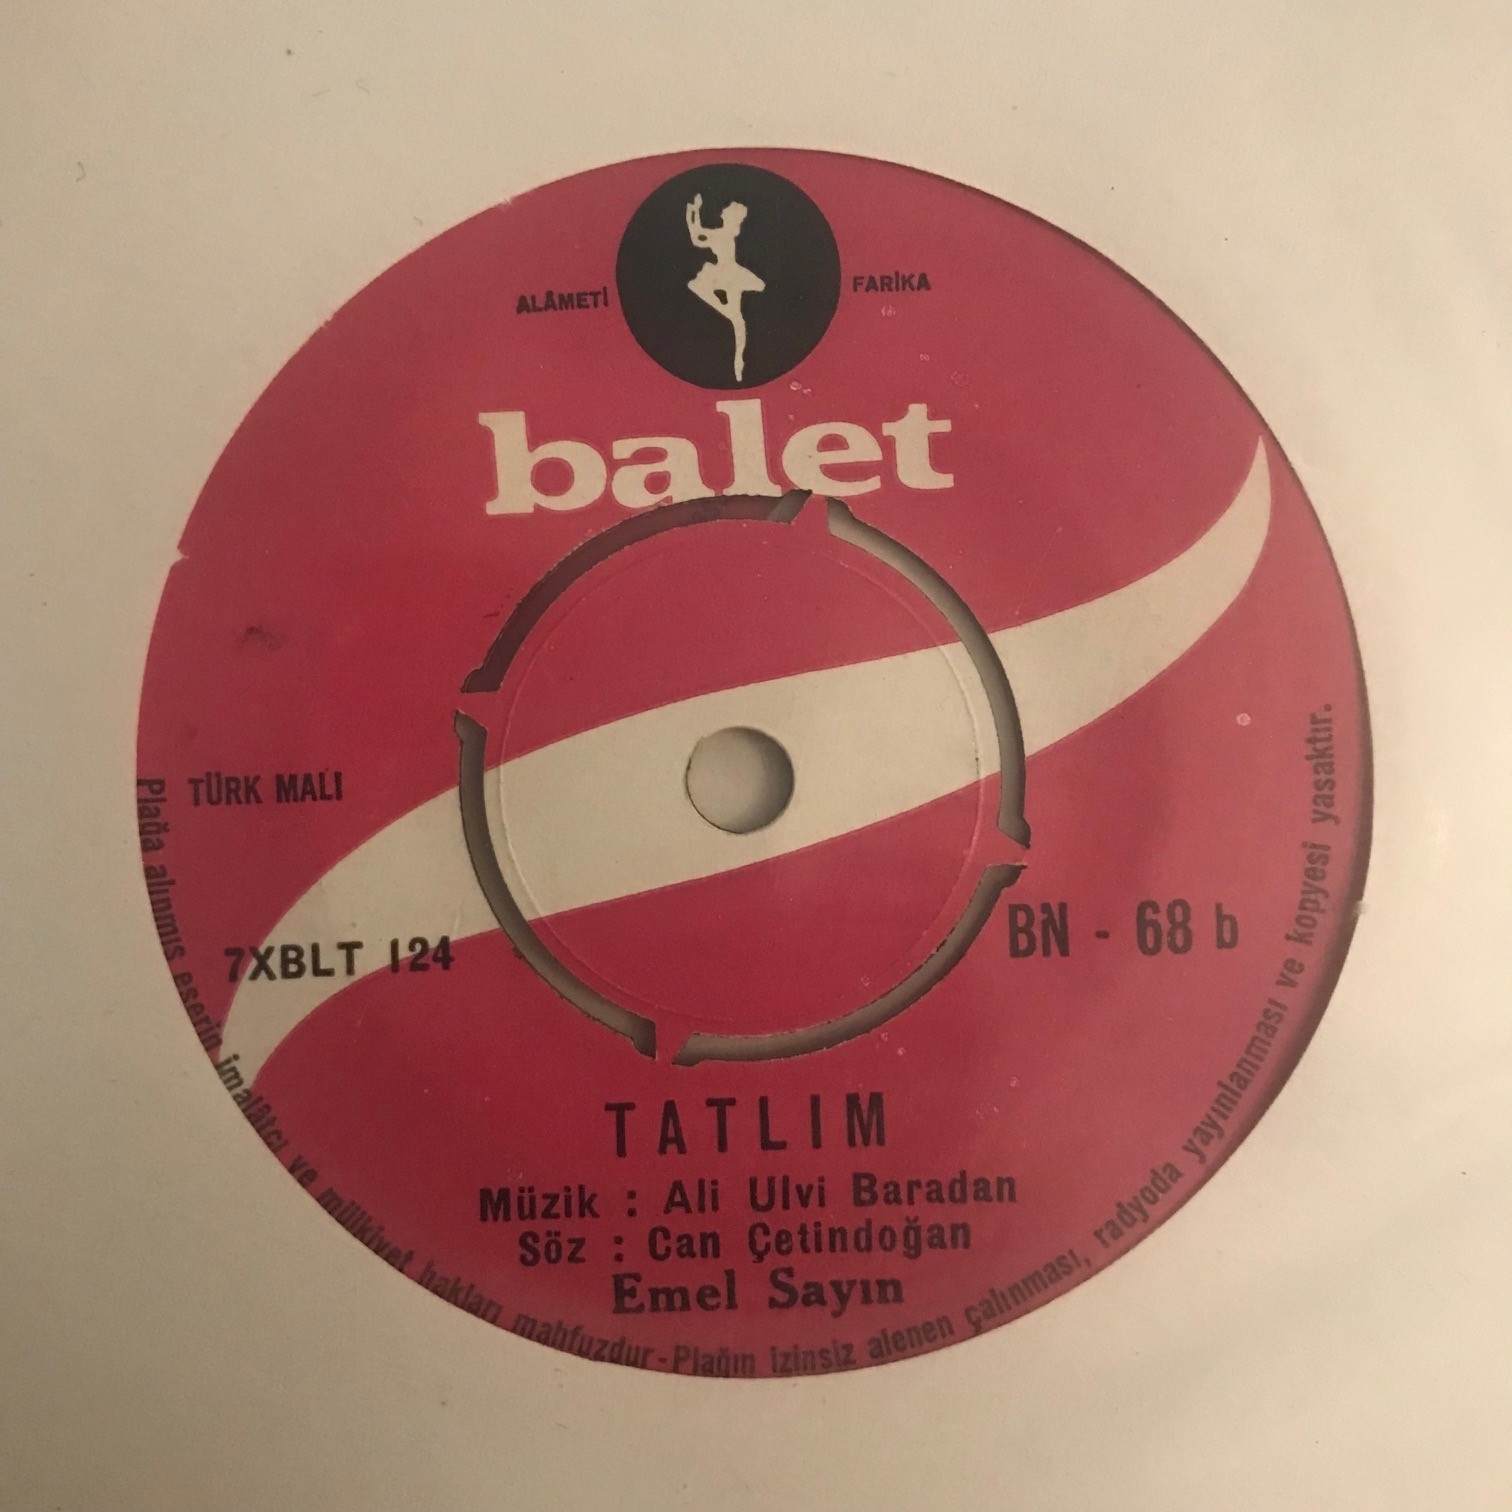 ALÂMETİ FARİKA
balet
TÜRK MALI
7XBLT 124
BN - 68 b
TATLIM
Müzik : Ali Ulvi Baradan
Söz : Can Çetindoğan
Emel Sayın
Plağa alınmış eserin imalâtcı ve mülkiyet hakları mahfuzdur - Plağın izinsiz alenen çalınması, radyoda yayınlanması ve kopyesi yasaktır.